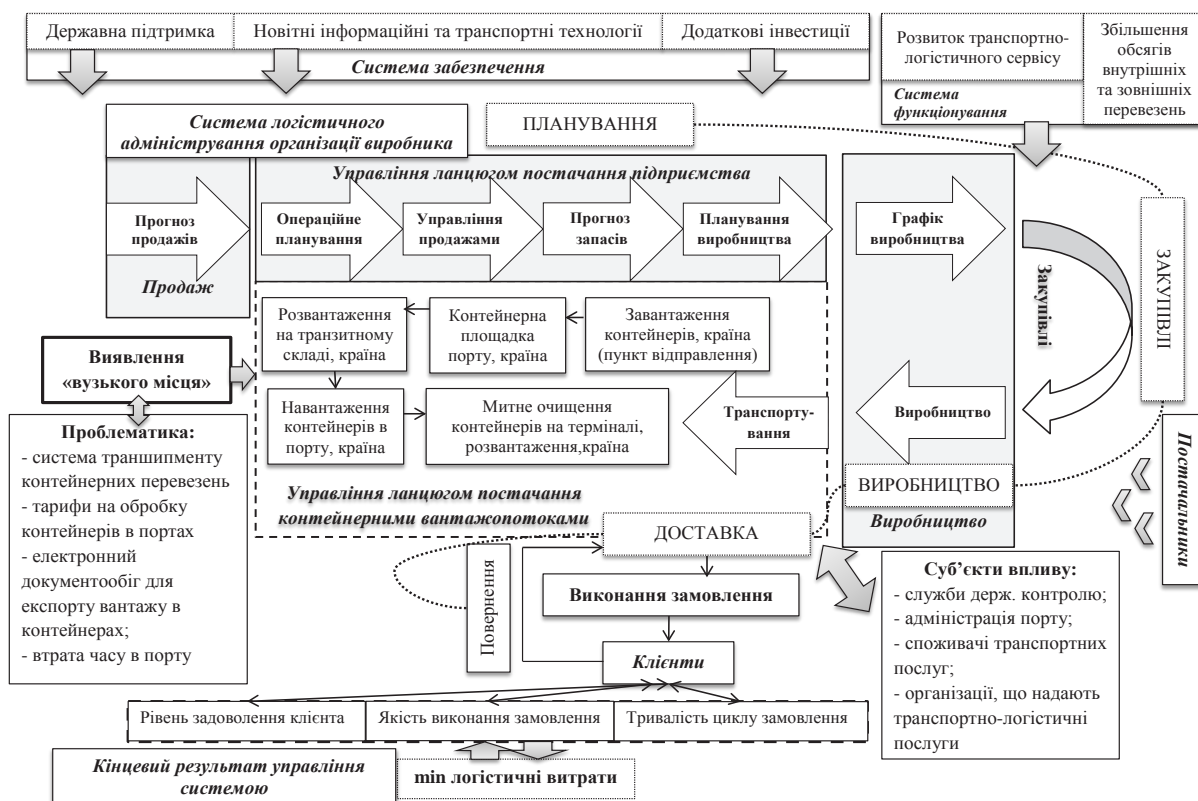 Державна підтримка
Новітні інформаційні та транспортні технології
Додаткові інвестиції
Система забезпечення
Розвиток транспортно-
логістичного сервісу
Система
функціонування
Збільшення
обсягів
внутрішніх
та зовнішніх
перевезень
Система логістичного
адміністрування організації виробника
ПЛАНУВАННЯ
Управління ланцюгом постачання підприємства
Прогноз
продажів
Продаж
Операційне
планування
Управління
продажами
Прогноз
запасів
Планування
виробництва
Графік
виробництва
Закупівлі
ЗАКУПІВЛІ
Розвантаження
на транзитному
складі, країна
Контейнерна
площадка
порту, країна
Завантаження
контейнерів, країна
(пункт відправлення)
Виявлення
«вузького місця»
Навантаження
контейнерів в
порту, країна
Митне очищення
контейнерів на терміналі,
розвантаження,країна
Транспорту-
вання
Виробництво
Проблематика:
- система траншипменту
контейнерних перевезень
- тарифи на обробку
контейнерів в портах
- електронний
документообіг для
експорту вантажу в
контейнерах;
- втрата часу в порту
Управління ланцюгом постачання
контейнерними вантажопотоками
ВИРОБНИЦТВО
Виробництво
Постачальники
ДОСТАВКА
Повернення
Виконання замовлення
Клієнти
Суб’єкти впливу:
- служби держ. контролю;
- адміністрація порту;
- споживачі транспортних
послуг;
- організації, що надають
транспортно-логістичні
послуги
Рівень задоволення клієнта
Якість виконання замовлення
Тривалість циклу замовлення
Кінцевий результат управління
системою
min логістичні витрати